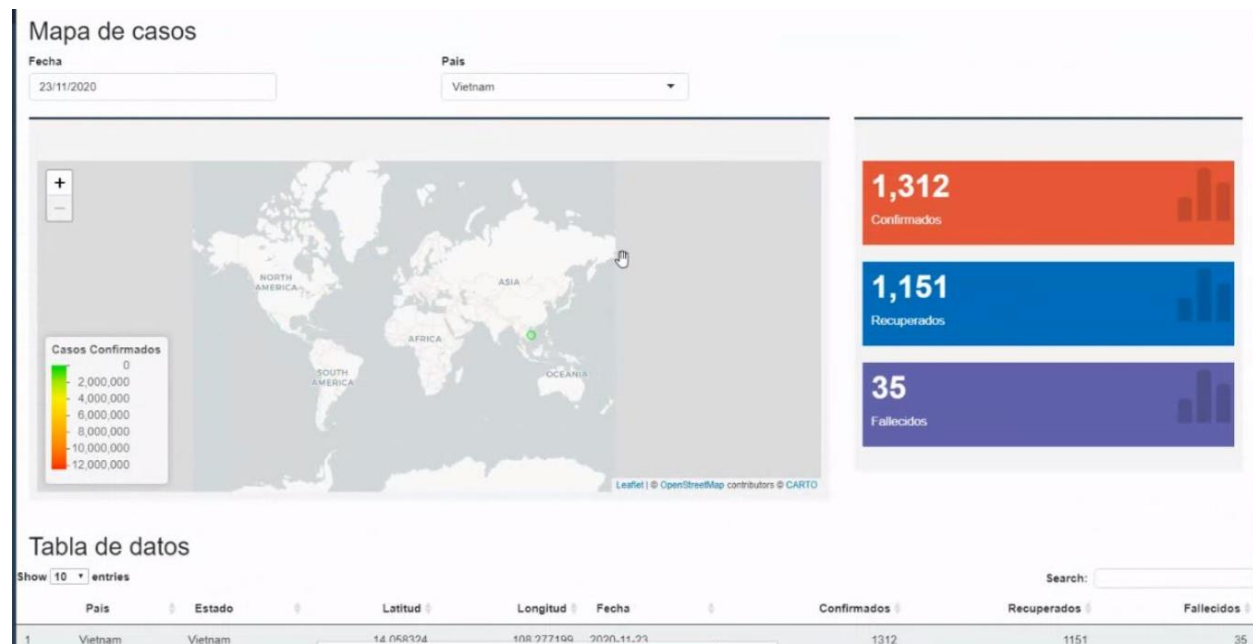 Mapa de casos
Fecha País
23/11/2020 Vietnam
+
−
NORTH
AMERICA
ASIA
AFRICA
SOUTH
AMERICA
OCEANIA
Casos Confirmados
0
2,000,000
4,000,000
6,000,000
8,000,000
10,000,000
12,000,000
Leaflet | © OpenStreetMap contributors © CARTO
1,312
Confirmados
1,151
Recuperados
35
Fallecidos
Tabla de datos
Show 10 entries Search:
País Estado Latitud Longitud Fecha Confirmados Recuperados Fallecidos
1 Vietnam Vietnam 14.058324 108.277199 2020-11-23 1312 1151 35